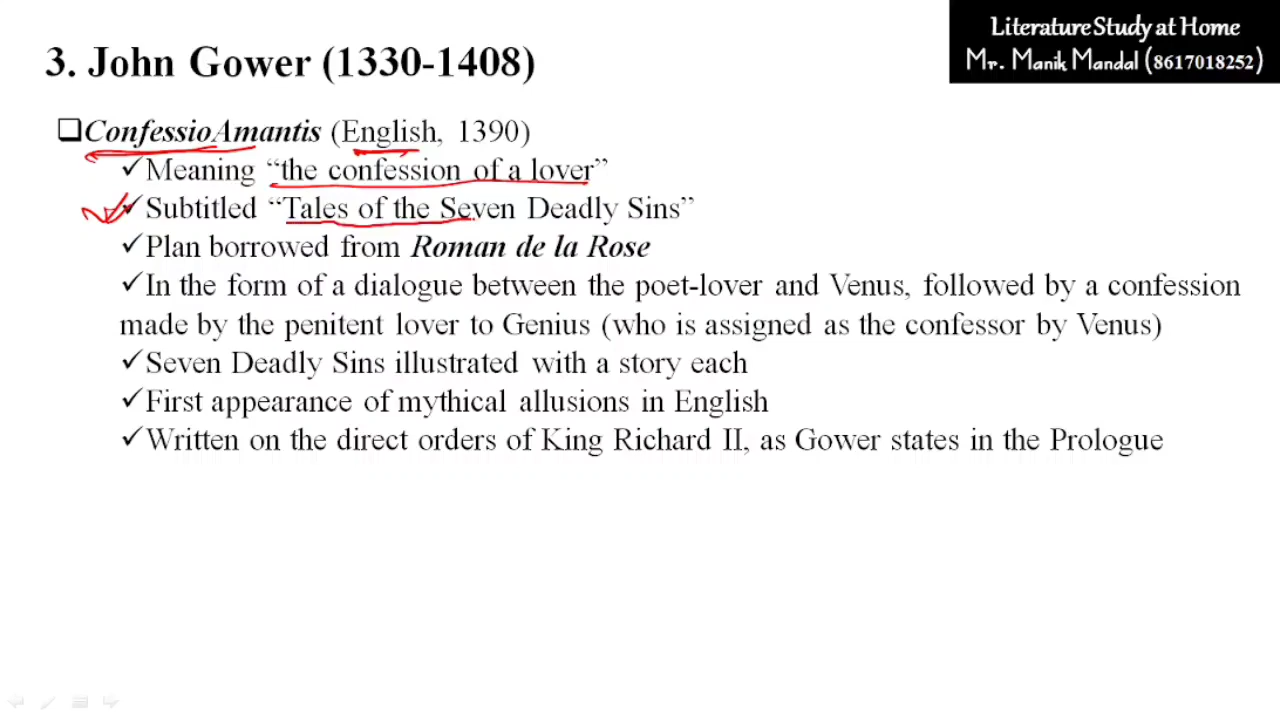 Literature Study at Home
Mr. Manik Mandal (8617018252)
3. John Gower (1330-1408)
❑Confessio Amantis (English, 1390)
✓Meaning “the confession of a lover”
✓Subtitled “Tales of the Seven Deadly Sins”
✓Plan borrowed from Roman de la Rose
✓In the form of a dialogue between the poet-lover and Venus, followed by a confession
made by the penitent lover to Genius (who is assigned as the confessor by Venus)
✓Seven Deadly Sins illustrated with a story each
✓First appearance of mythical allusions in English
✓Written on the direct orders of King Richard II, as Gower states in the Prologue